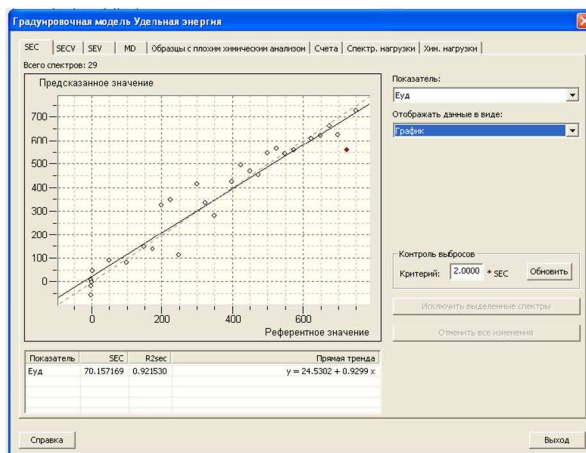 Градуировочная модель Удельная энергия
SEC SECV SEV MD Образцы с плохим химическим анализом Счета Спектр. нагрузки Хим. нагрузки
Всего спектров: 29
Предсказанное значение
700
600
500
400
300
200
100
0
0 200 400 600
Референтное значение
Показатель:
Еуд
Отображать данные в виде:
График
Контроль выбросов
Критерий: 2.0000 * SEC Обновить
Исключить выделенные спектры
Отменить все изменения
Показатель SEC R2sec Прямая тренда
Еуд 70.157169 0.921530 y = 24.5302 + 0.9299 x
Справка Выход